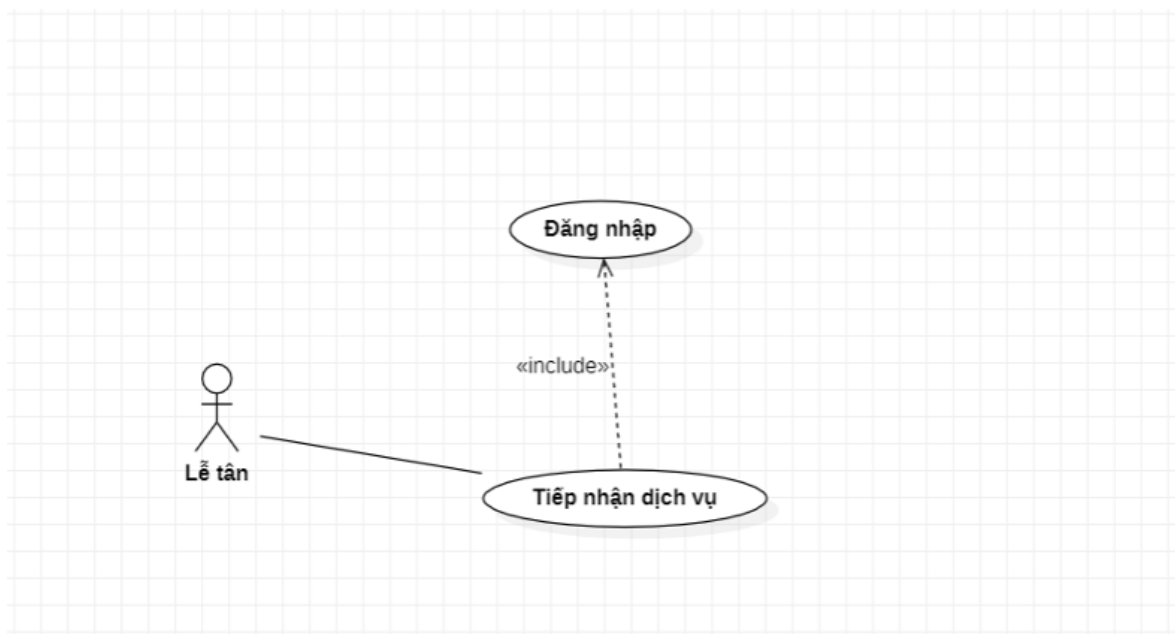 Đăng nhập
«include»
Lễ tân
Tiếp nhận dịch vụ